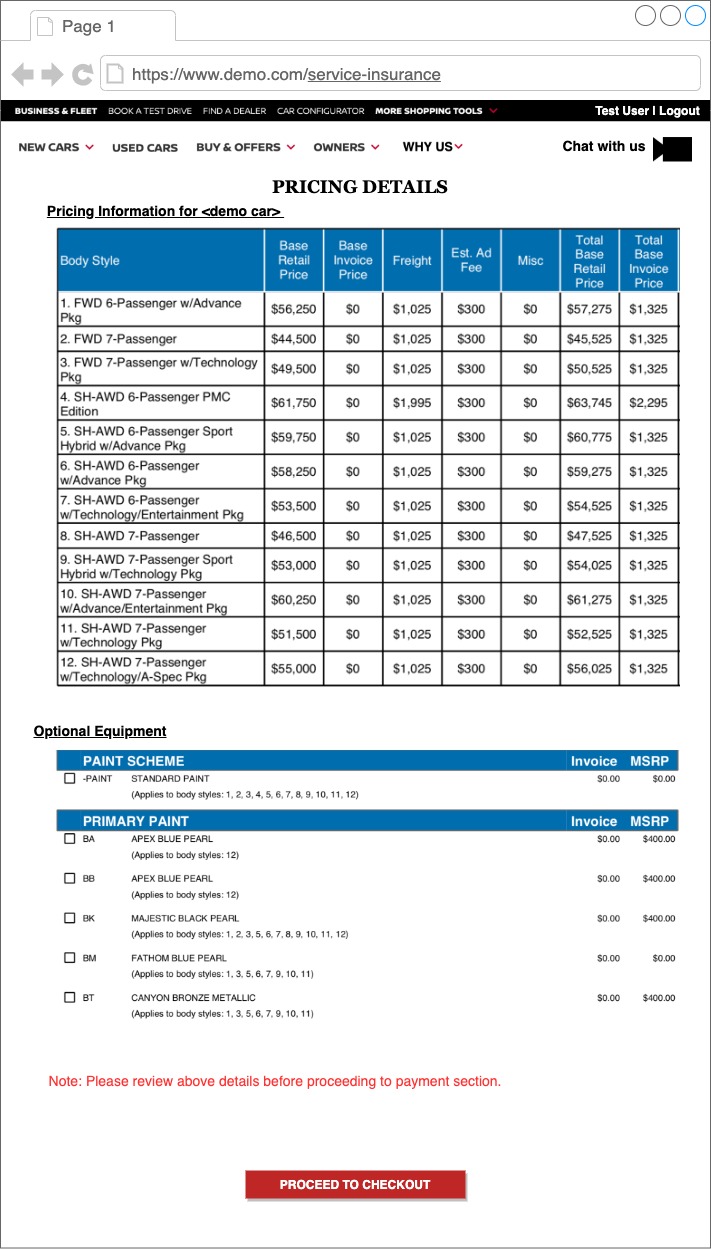 Page 1
https://www.demo.com/service-insurance
BUSINESS & FLEET BOOK A TEST DRIVE FIND A DEALER CAR CONFIGURATOR MORE SHOPPING TOOLS Test User I Logout
NEW CARS USED CARS BUY & OFFERS OWNERS WHY US Chat with us
PRICING DETAILS
Pricing Information for <demo car>
Body Style Base Retail Price Base Invoice Price Freight Est. Ad Fee Misc Total Base Retail Price Total Base Invoice Price
1. FWD 6-Passenger w/Advance Pkg $56,250 $0 $1,025 $300 $0 $57,275 $1,325
2. FWD 7-Passenger $44,500 $0 $1,025 $300 $0 $45,525 $1,325
3. FWD 7-Passenger w/Technology Pkg $49,500 $0 $1,025 $300 $0 $50,525 $1,325
4. SH-AWD 6-Passenger PMC Edition $61,750 $0 $1,995 $300 $0 $63,745 $2,295
5. SH-AWD 6-Passenger Sport Hybrid w/Advance Pkg $59,750 $0 $1,025 $300 $0 $60,775 $1,325
6. SH-AWD 6-Passenger w/Advance Pkg $58,250 $0 $1,025 $300 $0 $59,275 $1,325
7. SH-AWD 6-Passenger w/Technology/Entertainment Pkg $53,500 $0 $1,025 $300 $0 $54,525 $1,325
8. SH-AWD 7-Passenger $46,500 $0 $1,025 $300 $0 $47,525 $1,325
9. SH-AWD 7-Passenger Sport Hybrid w/Technology Pkg $53,000 $0 $1,025 $300 $0 $54,025 $1,325
10. SH-AWD 7-Passenger w/Advance/Entertainment Pkg $60,250 $0 $1,025 $300 $0 $61,275 $1,325
11. SH-AWD 7-Passenger w/Technology Pkg $51,500 $0 $1,025 $300 $0 $52,525 $1,325
12. SH-AWD 7-Passenger w/Technology/A-Spec Pkg $55,000 $0 $1,025 $300 $0 $56,025 $1,325
Optional Equipment
PAINT SCHEME Invoice MSRP
-PAINT STANDARD PAINT $0.00 $0.00
(Applies to body styles: 1, 2, 3, 4, 5, 6, 7, 8, 9, 10, 11, 12)
PRIMARY PAINT Invoice MSRP
BA APEX BLUE PEARL $0.00 $400.00
(Applies to body styles: 12)
BB APEX BLUE PEARL $0.00 $400.00
(Applies to body styles: 12)
BK MAJESTIC BLACK PEARL $0.00 $400.00
(Applies to body styles: 1, 2, 3, 5, 6, 7, 8, 9, 10, 11, 12)
BM FATHOM BLUE PEARL $0.00 $0.00
(Applies to body styles: 1, 3, 5, 6, 7, 9, 10, 11)
BT CANYON BRONZE METALLIC $0.00 $400.00
(Applies to body styles: 1, 3, 5, 6, 7, 9, 10, 11)
Note: Please review above details before proceeding to payment section.
PROCEED TO CHECKOUT